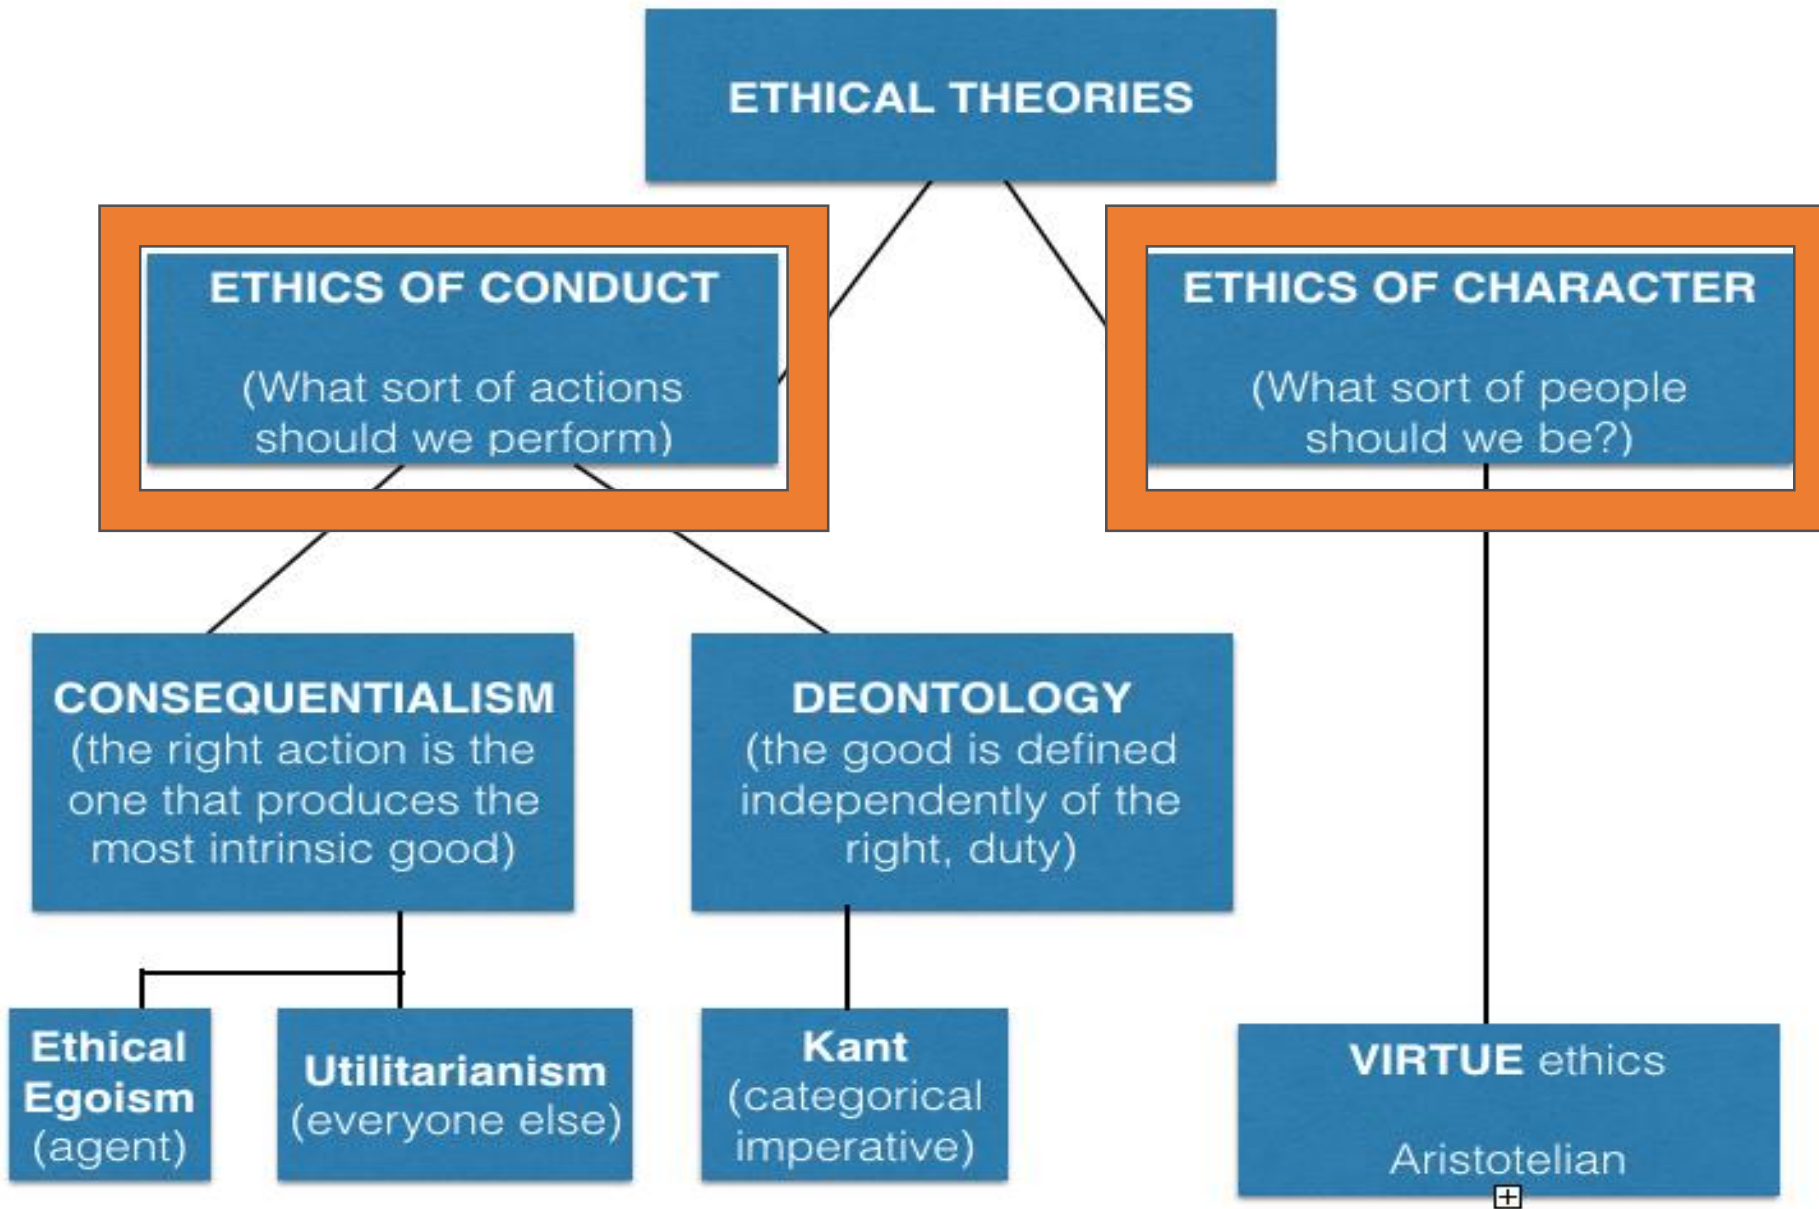 ETHICAL THEORIES
ETHICS OF CONDUCT
(What sort of actions
should we perform)
ETHICS OF CHARACTER
(What sort of people
should we be?)
CONSEQUENTIALISM
(the right action is the
one that produces the
most intrinsic good)
DEONTOLOGY
(the good is defined
independently of the
right, duty)
Ethical
Egoism
(agent)
Utilitarianism
(everyone else)
Kant
(categorical
imperative)
VIRTUE ethics
Aristotelian